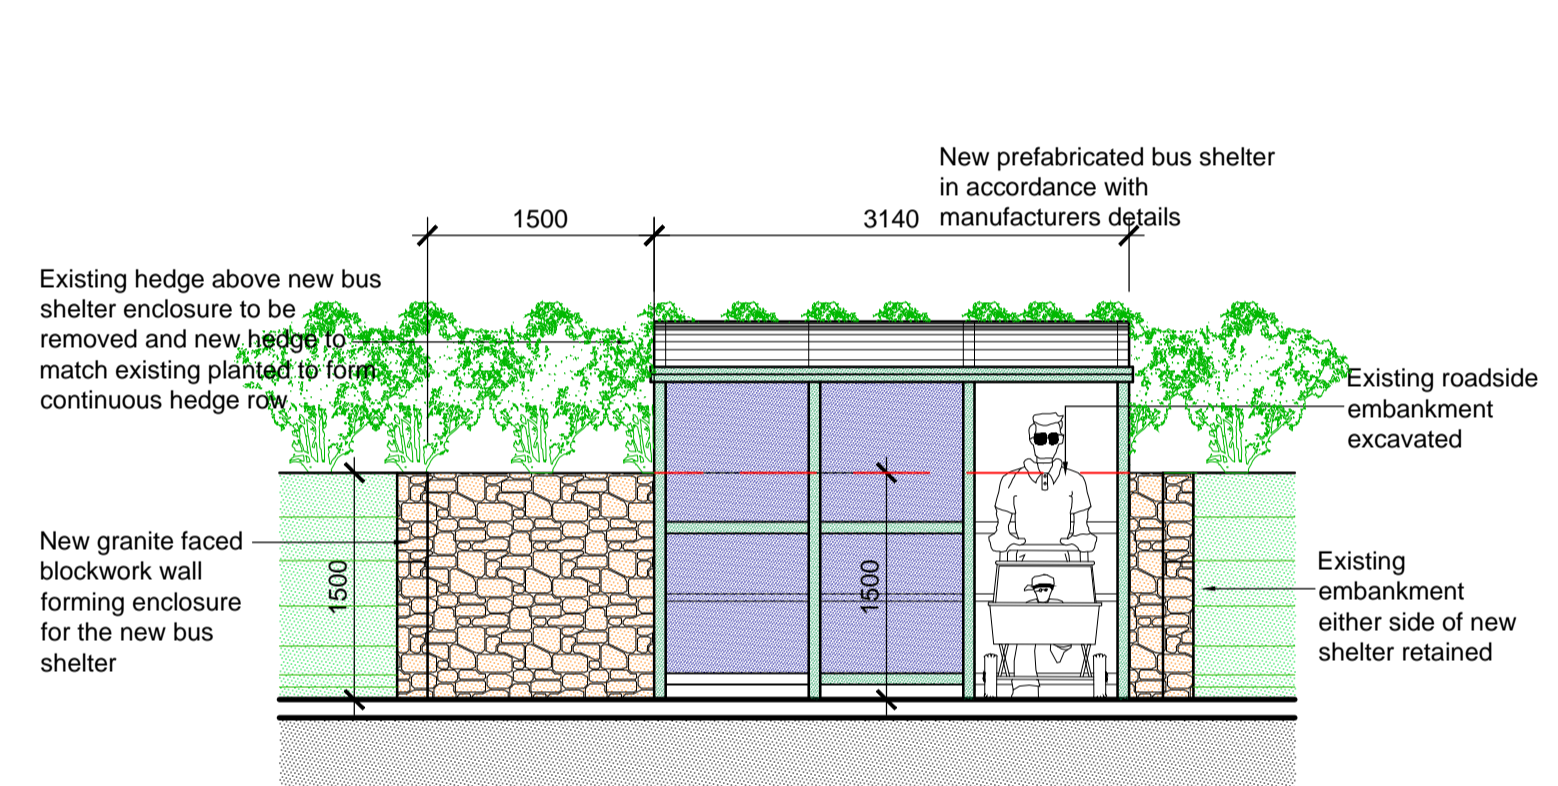 New prefabricated bus shelter
in accordance with
manufacturers details
1500
3140
Existing hedge above new bus
shelter enclosure to be
removed and new hedge to
match existing planted to form
continuous hedge row
Existing roadside
embankment
excavated
New granite faced
blockwork wall
forming enclosure
for the new bus
shelter
1500
1500
Existing
embankment
either side of new
shelter retained